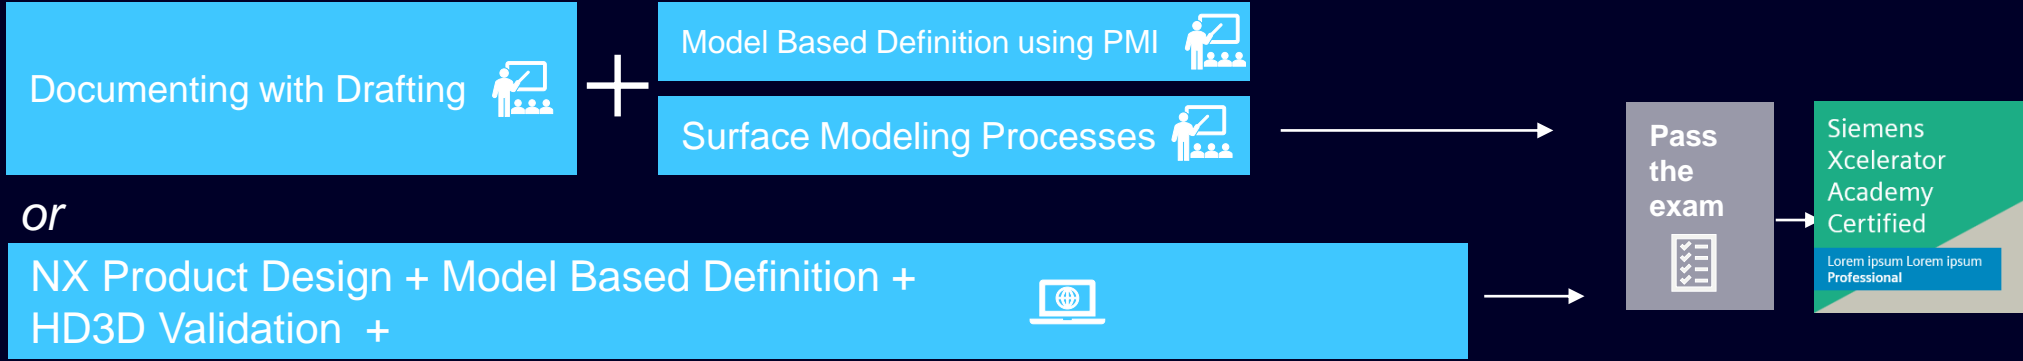 Documenting with Drafting
+
Model Based Definition using PMI
Surface Modeling Processes
or
NX Product Design + Model Based Definition +
HD3D Validation +
Pass
the
exam
Siemens
Xcelerator
Academy
Certified
Lorem ipsum Lorem ipsum
Professional